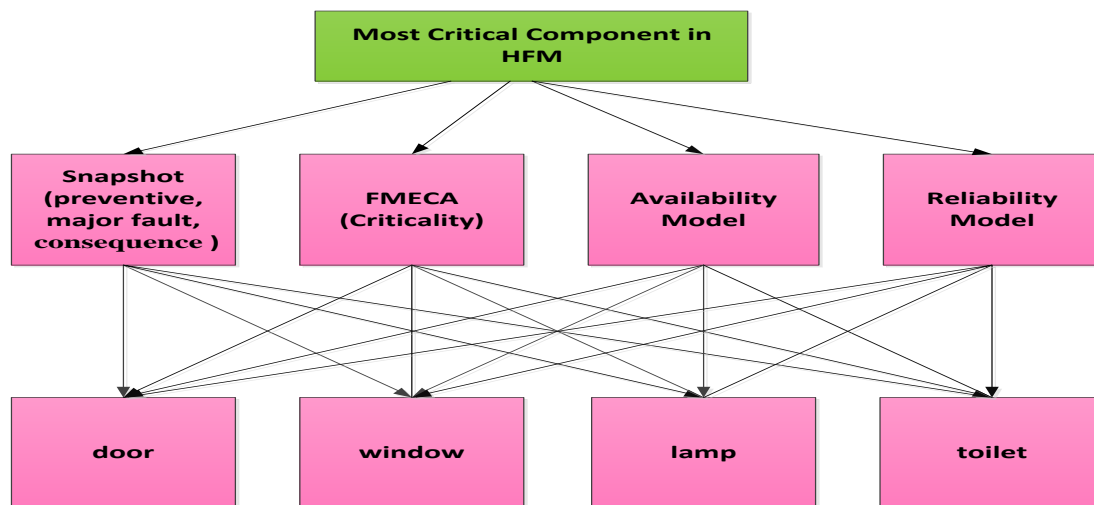 Most Critical Component in
HFM
Snapshot
(preventive,
major fault,
consequence )
FMECA
(Criticality)
Availability
Model
Reliability
Model
door
window
lamp
toilet